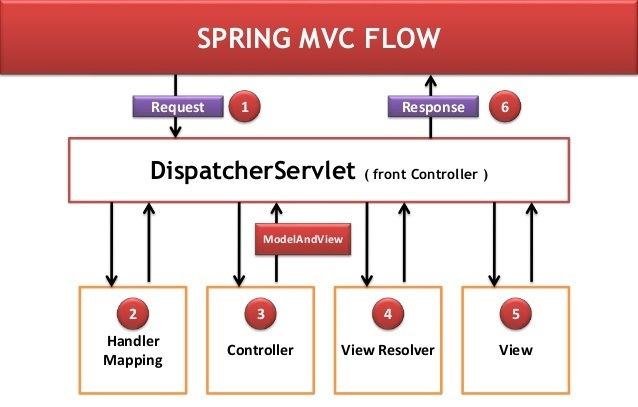 SPRING MVC FLOW
Request 1
Response 6
DispatcherServlet ( front Controller )
ModelAndView
2
Handler
Mapping
3
Controller
4
View Resolver
5
View